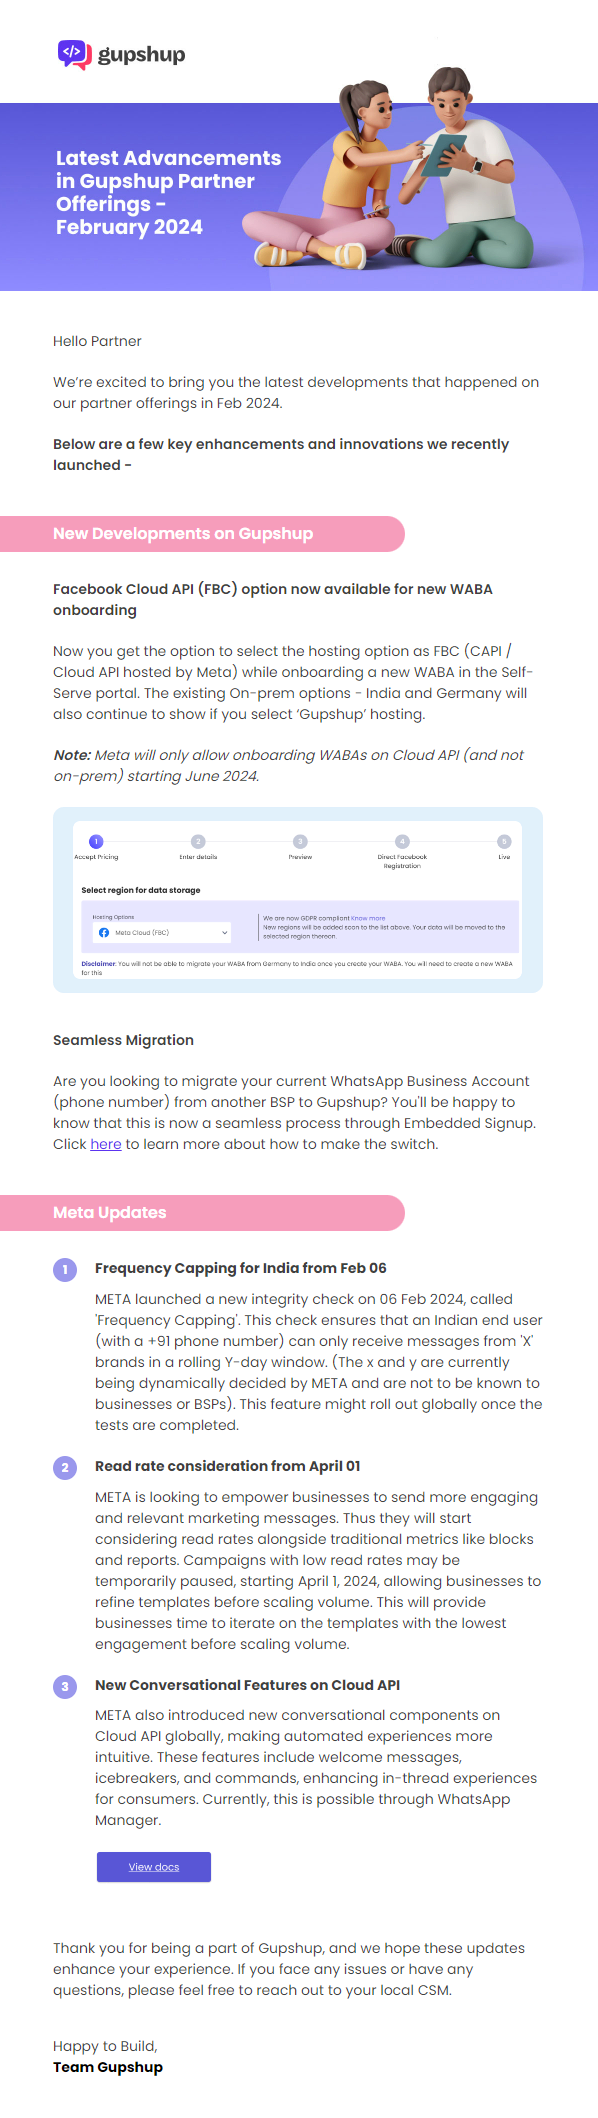 </>
gupshup
Latest Advancements
in Gupshup Partner
Offerings -
February 2024
Hello Partner
We're excited to bring you the latest developments that happened on
our partner offerings in Feb 2024.
Below are a few key enhancements and innovations we recently
launched -
New Developments on Gupshup
Facebook Cloud API (FBC) option now available for new WABA
onboarding
Now you get the option to select the hosting option as FBC (CAPI /
Cloud API hosted by Meta) while onboarding a new WABA in the Self-
Serve portal. The existing On-prem options - India and Germany will
also continue to show if you select ‘Gupshup’ hosting.
Note: Meta will only allow onboarding WABAs on Cloud API (and not
on-prem) starting June 2024.
1 2 3 4 5
Accept Pricing Enter details Preview Direct Facebook Live
Registration
Select region for data storage
Hosting Options
Meta Cloud (FBC)
We are now GDPR compliant Know more
New regions will be added soon to the list above. Your data will be moved to the
selected region thereon.
Disclaimer: You will not be able to migrate your WABA from Germany to India once you create your WABA. You will need to create a new WABA
for this
Seamless Migration
Are you looking to migrate your current WhatsApp Business Account
(phone number) from another BSP to Gupshup? You'll be happy to
know that this is now a seamless process through Embedded Signup.
Click here to learn more about how to make the switch.
Meta Updates
1 Frequency Capping for India from Feb 06
META launched a new integrity check on 06 Feb 2024, called
'Frequency Capping'. This check ensures that an Indian end user
(with a +91 phone number) can only receive messages from 'X'
brands in a rolling Y-day window. (The x and y are currently
being dynamically decided by META and are not to be known to
businesses or BSPs). This feature might roll out globally once the
tests are completed.
2 Read rate consideration from April 01
META is looking to empower businesses to send more engaging
and relevant marketing messages. Thus they will start
considering read rates alongside traditional metrics like blocks
and reports. Campaigns with low read rates may be
temporarily paused, starting April 1, 2024, allowing businesses to
refine templates before scaling volume. This will provide
businesses time to iterate on the templates with the lowest
engagement before scaling volume.
3 New Conversational Features on Cloud API
META also introduced new conversational components on
Cloud API globally, making automated experiences more
intuitive. These features include welcome messages,
icebreakers, and commands, enhancing in-thread experiences
for consumers. Currently, this is possible through WhatsApp
Manager.
View docs
Thank you for being a part of Gupshup, and we hope these updates
enhance your experience. If you face any issues or have any
questions, please feel free to reach out to your local CSM.
Happy to Build,
Team Gupshup